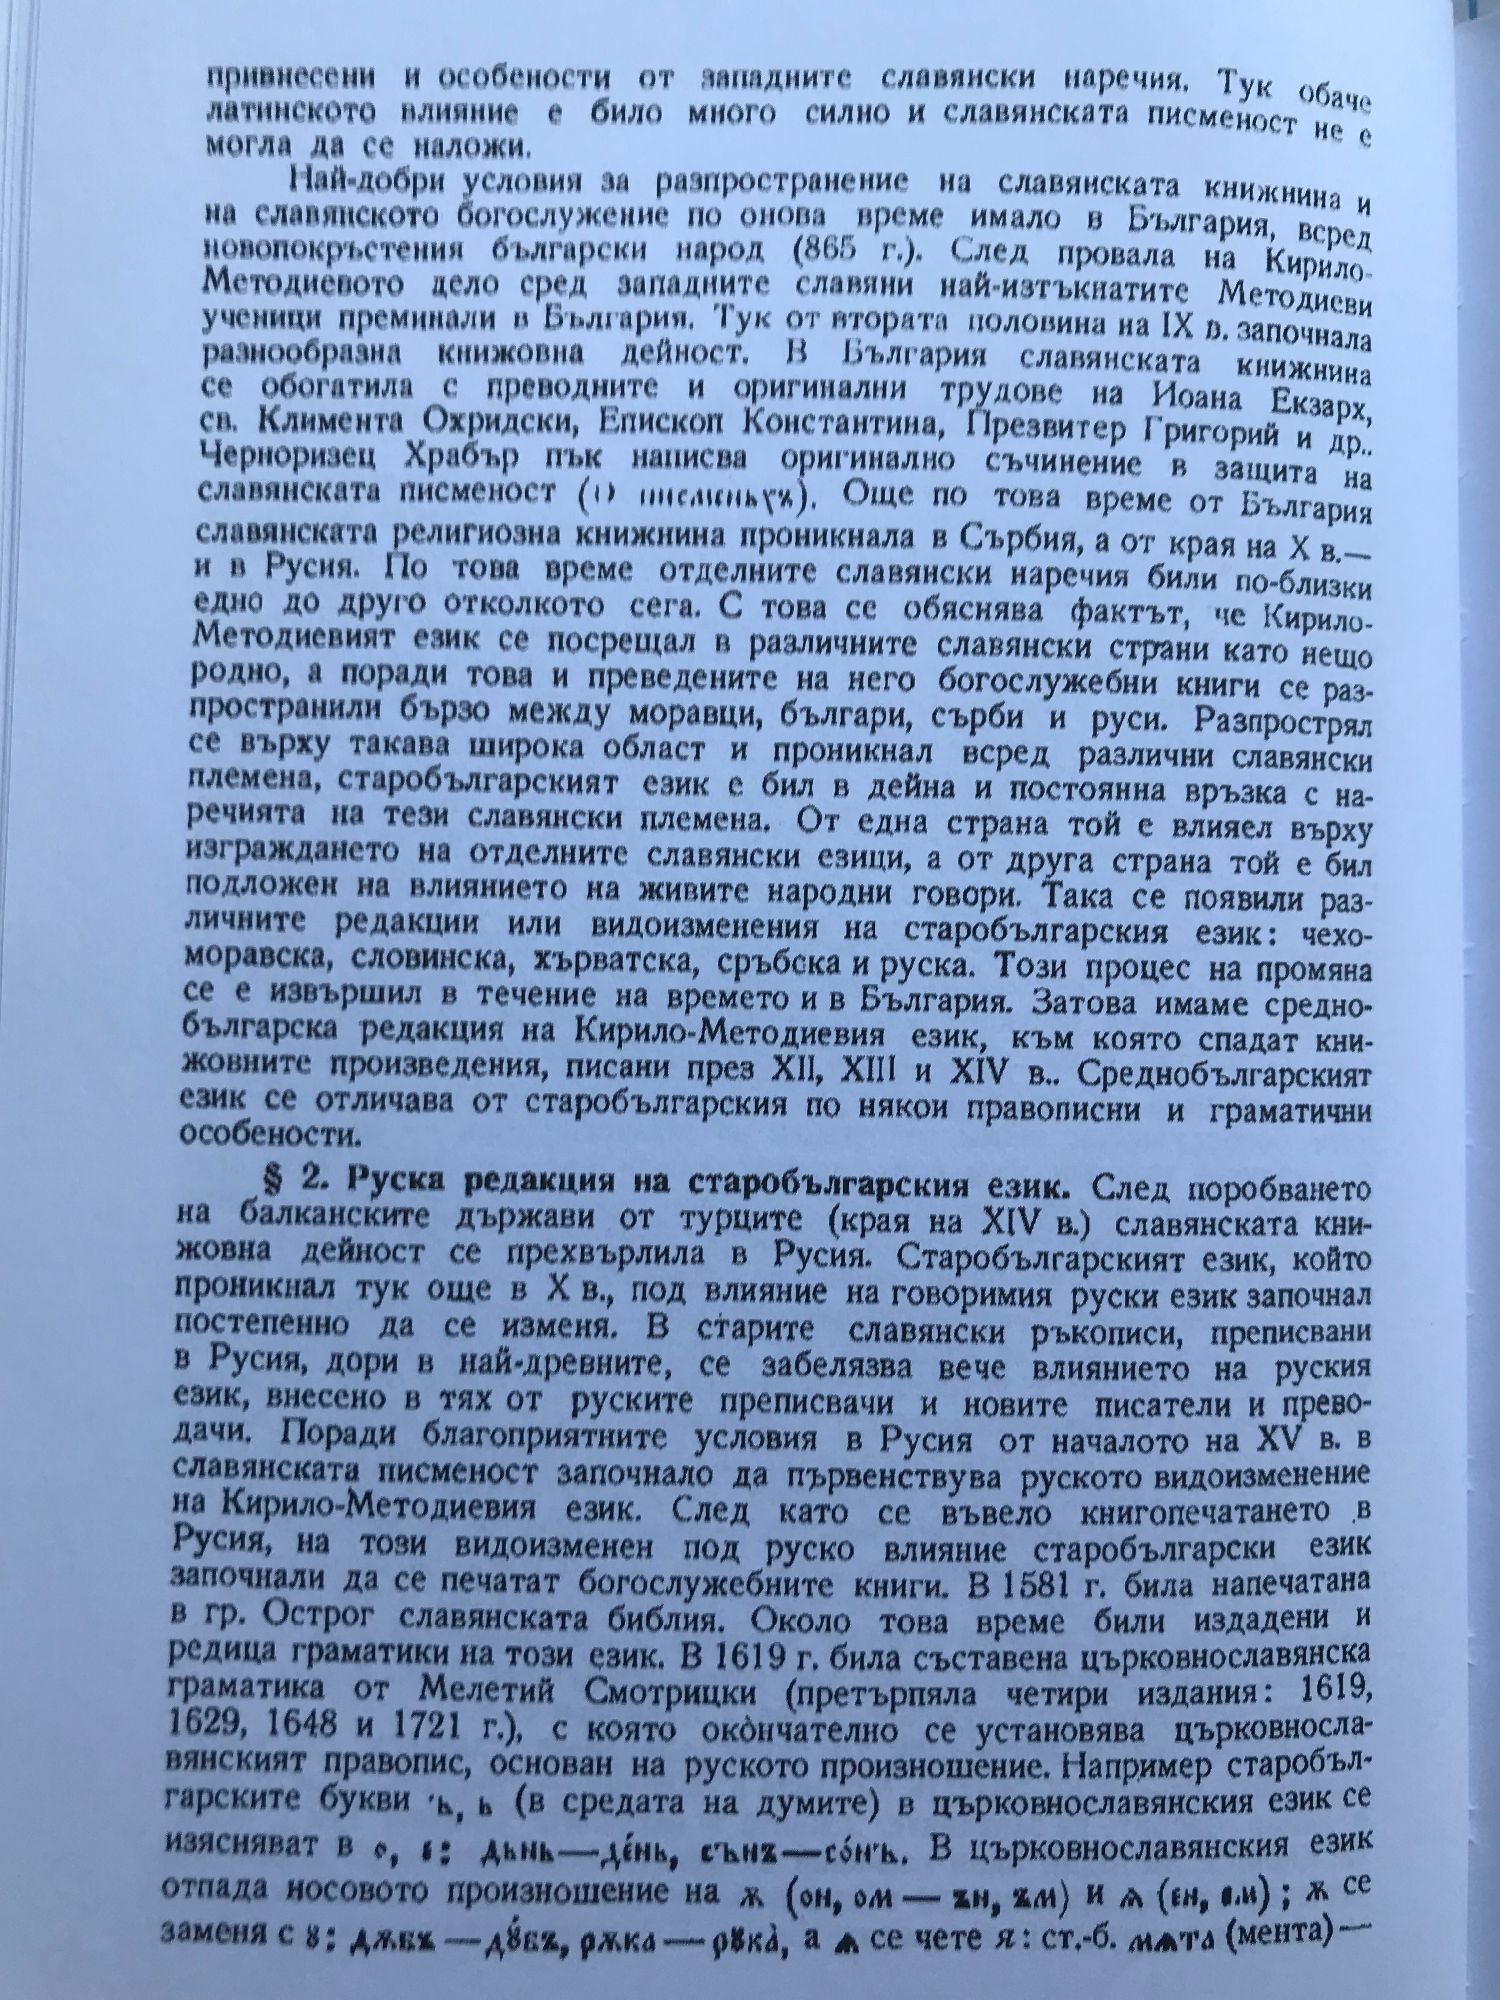 привнесени и особености от западните славянски наречия. Тук обаче
латинското влияние е било много силно и славянската писменост не е
могла да се наложи.
Най-добри условия за разпространение на славянската книжнина и
на славянското богослужение по онова време имало в България, всред
новопокръстения български народ (865 г.). След провала на Кирило-
Методиевото дело сред западните славяни най-изтъкнатите Методиеви
ученици преминали в България. Тук от втората половина на IX в. започнала
разнообразна книжовна дейност. В България славянската книжнина
се обогатила с преводните и оригинални трудове на Иоана Екзарх,
св. Климента Охридски, Епископ Константина, Презвитер Григорий и др..
Черноризец Храбър пък написва оригинално съчинение в защита на
славянската писменост (О писменьхъ). Още по това време от България
славянската религиозна книжнина проникнала в Сърбия, а от края на X в.—
и в Русия. По това време отделните славянски наречия били по-близки
едно до друго отколкото сега. С това се обяснява фактът, че Кирило-
Методиевият език се посрещал в различните славянски страни като нещо
родно, а поради това и преведените на него богослужебни книги се раз-
пространили бързо между моравци, българи, сърби и руси. Разпрострял
се върху такава широка област и проникнал всред различни славянски
племена, старобългарският език е бил в дейна и постоянна връзка с на-
речията на тези славянски племена. От една страна той е влияел върху
изграждането на отделните славянски езици, а от друга страна той е бил
подложен на влиянието на живите народни говори. Така се появили раз-
личните редакции или видоизменения на старобългарския език: чехо-
моравска, словинска, хърватска, сръбска и руска. Този процес на промяна
се е извършил в течение на времето и в България. Затова имаме средно-
българска редакция на Кирило-Методиевия език, към която спадат кни-
жовните произведения, писани през XII, XIII и XIV в.. Среднобългарският
език се отличава от старобългарския по някои правописни и граматични
особености.
§ 2. Руска редакция на старобългарския език. След поробването
на балканските държави от турците (края на XIV в.) славянската кни-
жовна дейност се прехвърлила в Русия. Старобългарският език, който
проникнал тук още в X в., под влияние на говоримия руски език започнал
постепенно да се изменя. В старите славянски ръкописи, преписвани
в Русия, дори в най-древните, се забелязва вече влиянието на руския
език, внесено в тях от руските преписвачи и новите писатели и прево-
дачи. Поради благоприятните условия в Русия от началото на XV в. в
славянската писменост започнало да първенствува руското видоизменение
на Кирило-Методиевия език. След като се въвело книгопечатането в
Русия, на този видоизменен под руско влияние старобългарски език
започнали да се печатат богослужебните книги. В 1581 г. била напечатана
в гр. Острог славянската библия. Около това време били издадени и
редица граматики на този език. В 1619 г. била съставена църковнославянска
граматика от Мелетий Смотрицки (претърпяла четири издания: 1619,
1629, 1648 и 1721 г.), с която окончателно се установява църковносла-
вянският правопис, основан на руското произношение. Например старобъл-
гарските букви ъ, ь (в средата на думите) в църковнославянския език се
изясняват в о, е: дьнь—де́нь, сънъ—со́нъ. В църковнославянския език
отпада носовото произношение на ѫ (он, ом — ън, ъм) и ѧ (ен, ем); ѫ се
заменя с ꙋ: дѫбъ—дꙋ́бъ, рѫка—рꙋка̀, а ѧ се чете я: ст.-б. мѧта (мента)—